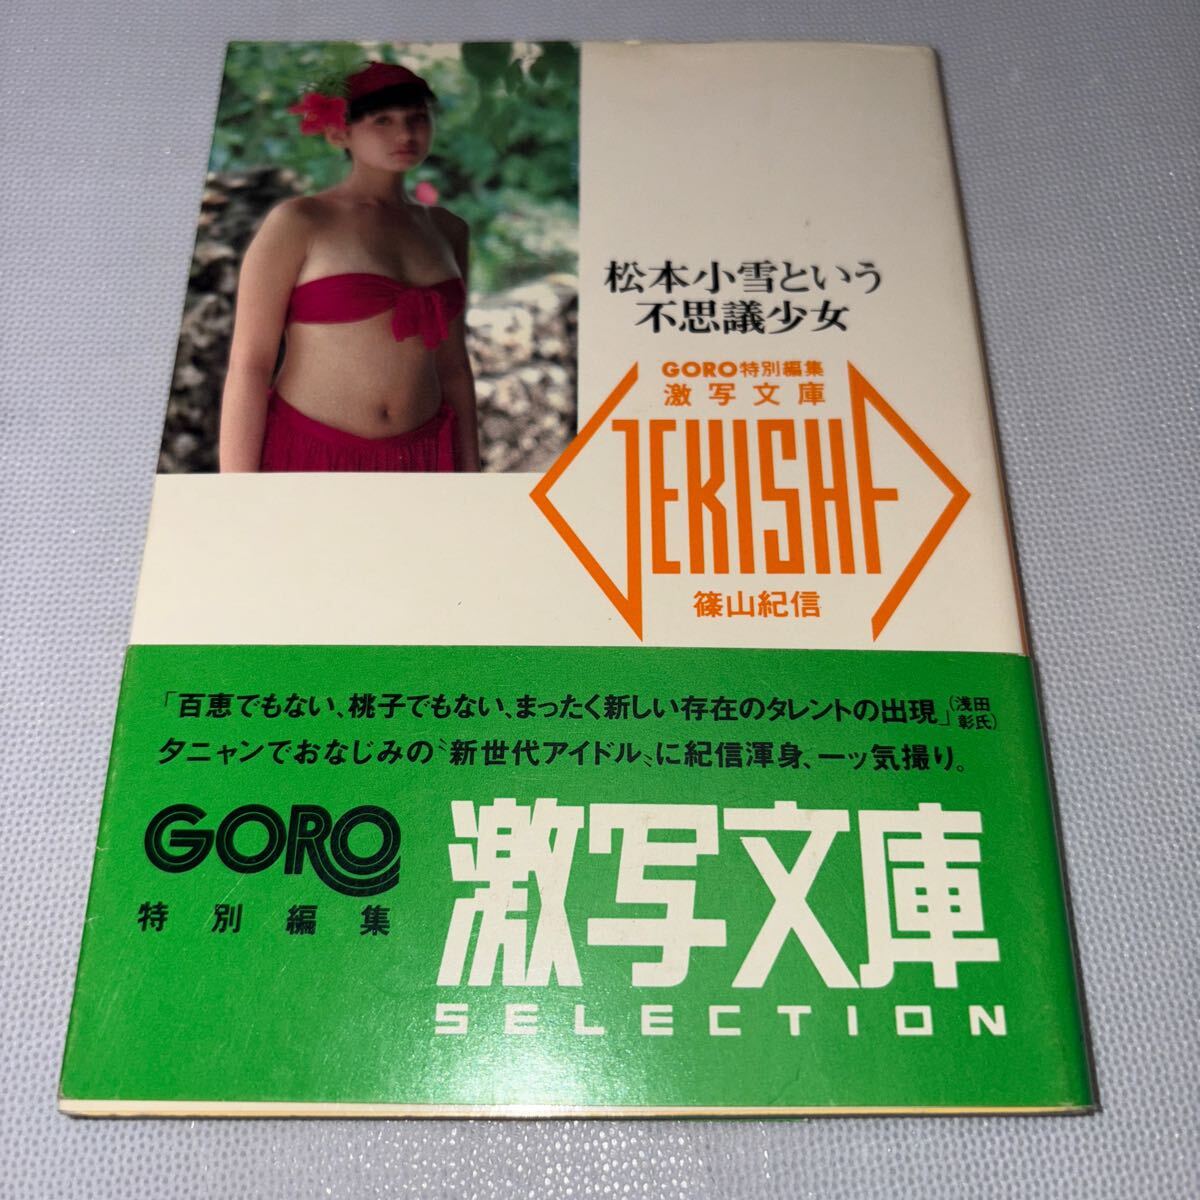 松本小雪という
不思議少女
GORO特別編集
激写文庫
GEKISHA
篠山紀信
「百恵でもない、桃子でもない、まったく新しい存在のタレントの出現」(浅田彰氏)
夕ニャンでおなじみの〝新世代アイドル〟に紀信渾身、一ッ気撮り。
GORO
特別編集
激写文庫
SELECTION